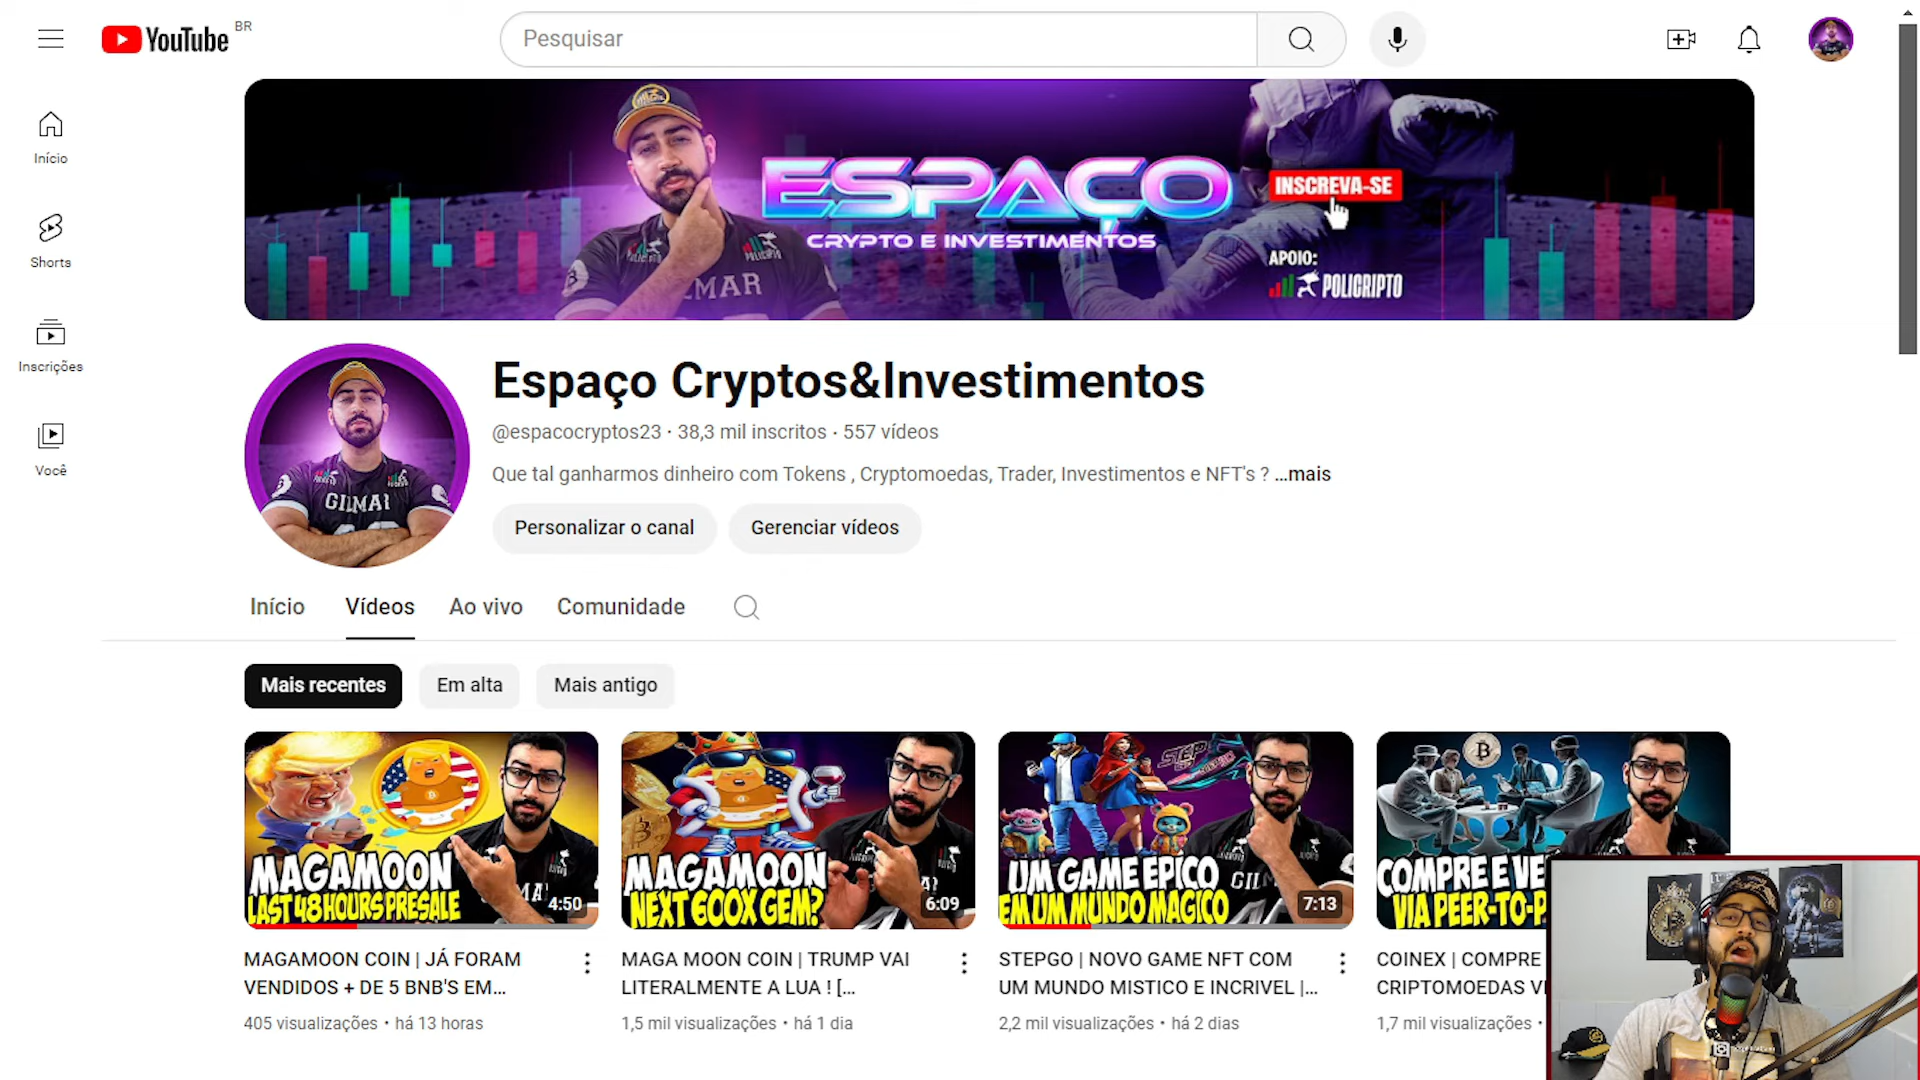 YouTube BR
Pesquisar
Início
Shorts
Inscrições
Você
ESPAÇO
CRYPTO E INVESTIMENTOS
INSCREVA-SE
APOIO:
POLICRIPTO
GILMAR
Espaço Cryptos&Investimentos
@espacocryptos23 • 38,3 mil inscritos • 557 vídeos
Que tal ganharmos dinheiro com Tokens , Cryptomoedas, Trader, Investimentos e NFT's ? ...mais
Personalizar o canal
Gerenciar vídeos
Início
Vídeos
Ao vivo
Comunidade
Mais recentes
Em alta
Mais antigo
MAGAMOON
LAST 48 HOURS PRESALE
4:50
MAGAMOON
NEXT 600X GEM?
6:09
UM GAME EPICO
EM UM MUNDO MAGICO
7:13
COMPRE E VE
VIA PEER-TO-P
MAGAMOON COIN | JÁ FORAM
VENDIDOS + DE 5 BNB'S EM...
405 visualizações • há 13 horas
MAGA MOON COIN | TRUMP VAI
LITERALMENTE A LUA ! [...
1,5 mil visualizações • há 1 dia
STEPGO | NOVO GAME NFT COM
UM MUNDO MISTICO E INCRIVEL |...
2,2 mil visualizações • há 2 dias
COINEX | COMPRE
CRIPTOMOEDAS V
1,7 mil visualizações •